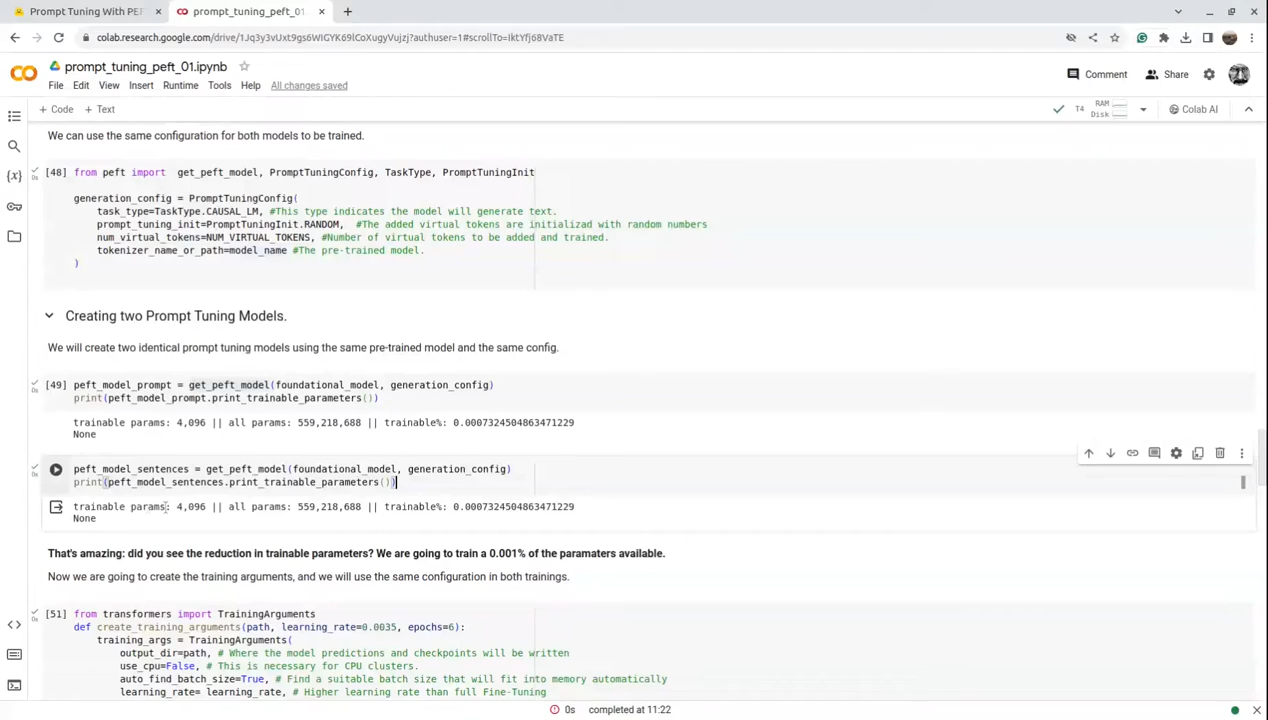 Prompt Tuning With PEF
prompt_tuning_peft_01
colab.research.google.com/drive/1Jq3y3vUxt9gs6WIGYK69lCoXugyVujzj?authuser=1#scrollTo=IktYfj68VaTE
prompt_tuning_peft_01.ipynb
Comment
Share
File Edit View Insert Runtime Tools Help All changes saved
+ Code + Text
T4
RAM
Disk
Colab AI
We can use the same configuration for both models to be trained.
[48] from peft import  get_peft_model, PromptTuningConfig, TaskType, PromptTuningInit
generation_config = PromptTuningConfig(
task_type=TaskType.CAUSAL_LM, #This type indicates the model will generate text.
prompt_tuning_init=PromptTuningInit.RANDOM,  #The added virtual tokens are initializad with random numbers
num_virtual_tokens=NUM_VIRTUAL_TOKENS, #Number of virtual tokens to be added and trained.
tokenizer_name_or_path=model_name #The pre-trained model.
)
Creating two Prompt Tuning Models.
We will create two identical prompt tuning models using the same pre-trained model and the same config.
[49] peft_model_prompt = get_peft_model(foundational_model, generation_config)
print(peft_model_prompt.print_trainable_parameters())
trainable params: 4,096 || all params: 559,218,688 || trainable%: 0.0007324504863471229
None
peft_model_sentences = get_peft_model(foundational_model, generation_config)
print(peft_model_sentences.print_trainable_parameters())
trainable params: 4,096 || all params: 559,218,688 || trainable%: 0.0007324504863471229
None
That's amazing: did you see the reduction in trainable parameters? We are going to train a 0.001% of the paramaters available.
Now we are going to create the training arguments, and we will use the same configuration in both trainings.
[51] from transformers import TrainingArguments
def create_training_arguments(path, learning_rate=0.0035, epochs=6):
training_args = TrainingArguments(
output_dir=path, # Where the model predictions and checkpoints will be written
use_cpu=False, # This is necessary for CPU clusters.
auto_find_batch_size=True, # Find a suitable batch size that will fit into memory automatically
learning_rate= learning_rate, # Higher learning rate than full Fine-Tuning
0s completed at 11:22